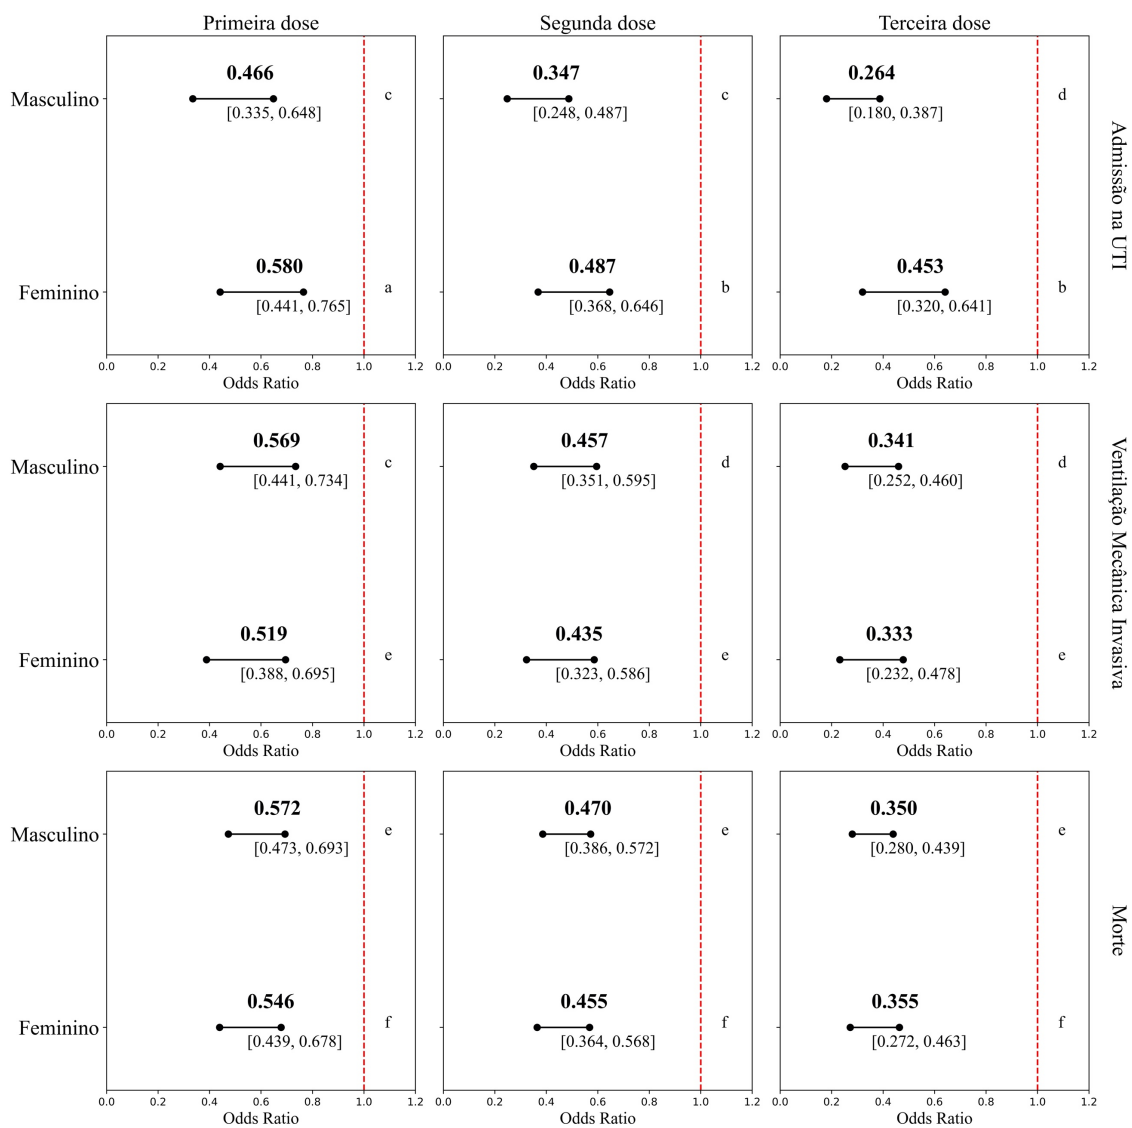 Primeira dose
Segunda dose
Terceira dose
Masculino
0.466
[0.335, 0.648]
c
0.347
[0.248, 0.487]
c
0.264
[0.180, 0.387]
d
Admissão na UTI
Feminino
0.580
[0.441, 0.765]
a
0.487
[0.368, 0.646]
b
0.453
[0.320, 0.641]
b
0.0 0.2 0.4 0.6 0.8 1.0 1.2
0.0 0.2 0.4 0.6 0.8 1.0 1.2
0.0 0.2 0.4 0.6 0.8 1.0 1.2
Odds Ratio
Odds Ratio
Odds Ratio
Masculino
0.569
[0.441, 0.734]
c
0.457
[0.351, 0.595]
d
0.341
[0.252, 0.460]
d
Ventilação Mecânica Invasiva
Feminino
0.519
[0.388, 0.695]
e
0.435
[0.323, 0.586]
e
0.333
[0.232, 0.478]
e
0.0 0.2 0.4 0.6 0.8 1.0 1.2
0.0 0.2 0.4 0.6 0.8 1.0 1.2
0.0 0.2 0.4 0.6 0.8 1.0 1.2
Odds Ratio
Odds Ratio
Odds Ratio
Masculino
0.572
[0.473, 0.693]
e
0.470
[0.386, 0.572]
e
0.350
[0.280, 0.439]
e
Morte
Feminino
0.546
[0.439, 0.678]
f
0.455
[0.364, 0.568]
f
0.355
[0.272, 0.463]
f
0.0 0.2 0.4 0.6 0.8 1.0 1.2
0.0 0.2 0.4 0.6 0.8 1.0 1.2
0.0 0.2 0.4 0.6 0.8 1.0 1.2
Odds Ratio
Odds Ratio
Odds Ratio